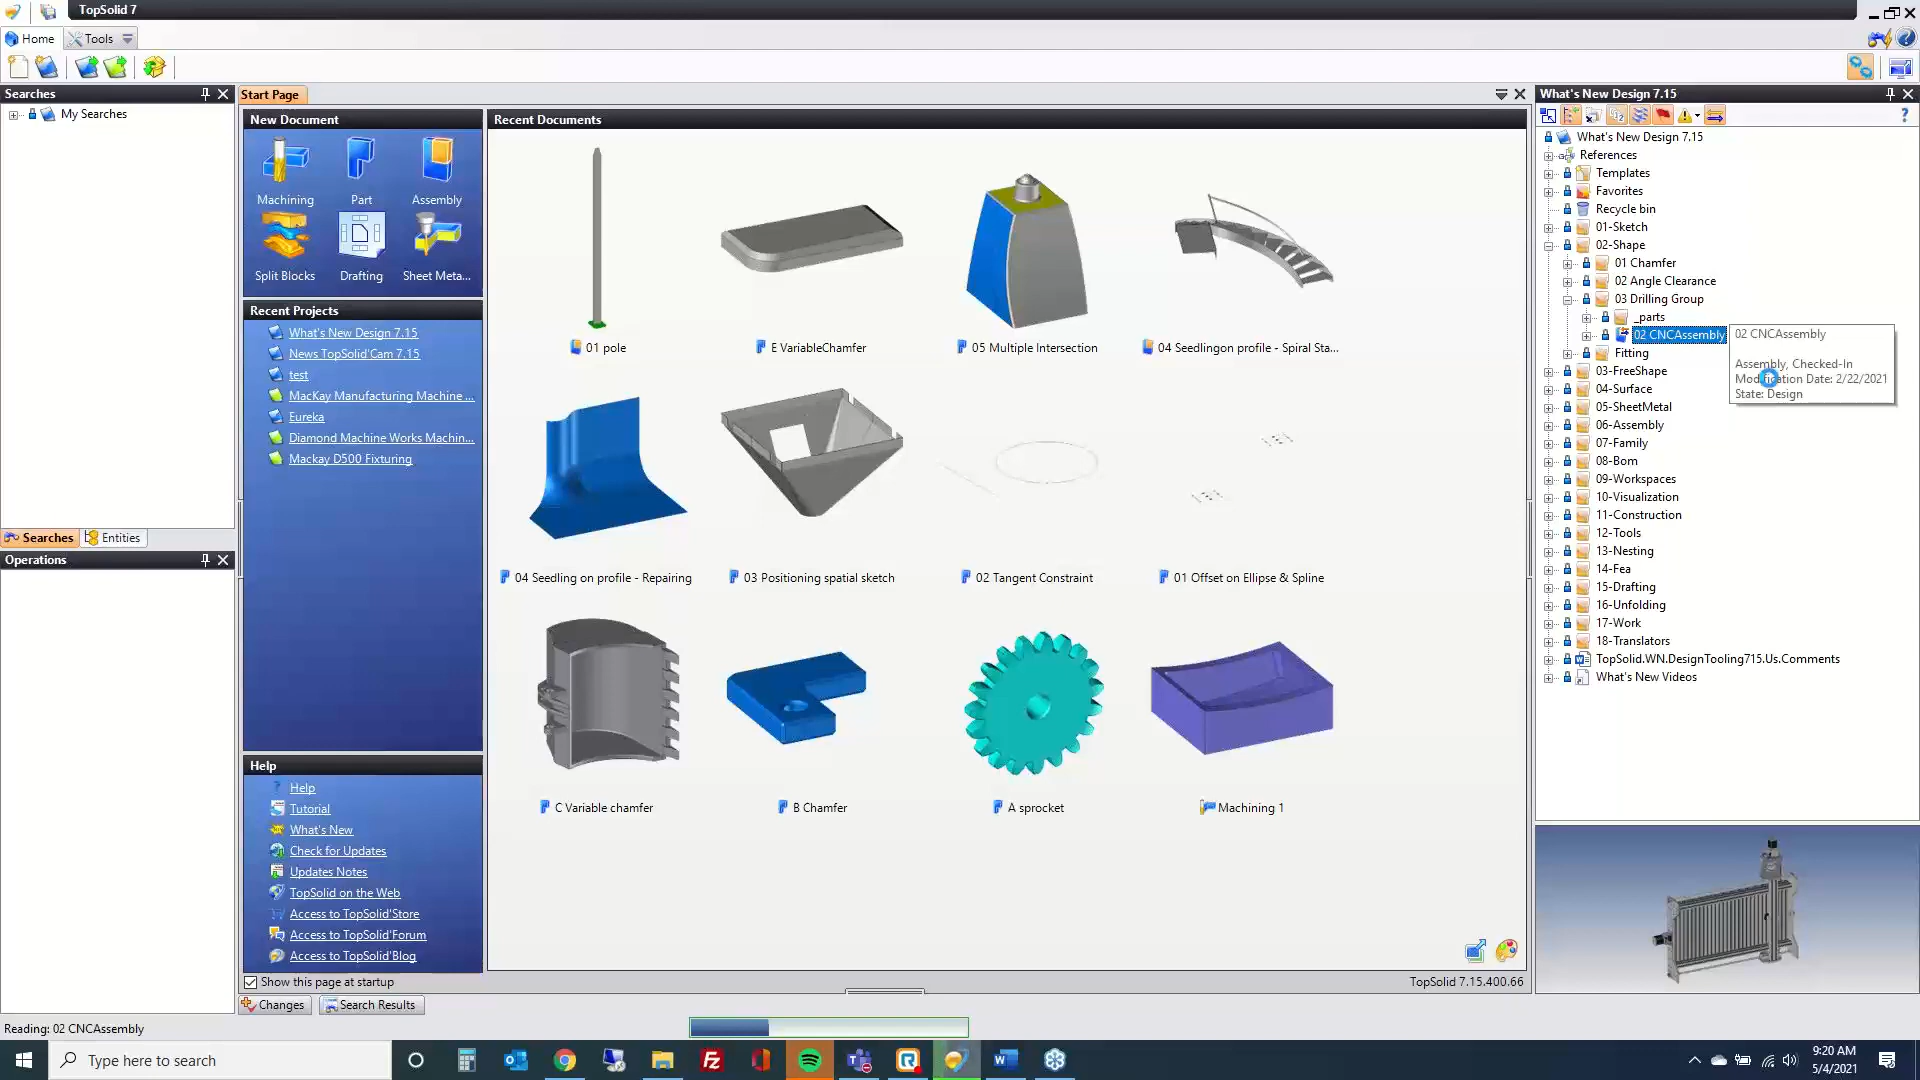 TopSolid 7
Home
Tools
Searches
My Searches
Searches
Entities
Operations
Start Page
New Document
Machining
Part
Assembly
Split Blocks
Drafting
Sheet Meta...
Recent Projects
What's New Design 7.15
News TopSolid'Cam 7.15
test
MacKay Manufacturing Machine ...
Eureka
Diamond Machine Works Machin...
Mackay D500 Fixturing
Help
Help
Tutorial
What's New
Check for Updates
Updates Notes
TopSolid on the Web
Access to TopSolid'Store
Access to TopSolid'Forum
Access to TopSolid'Blog
Show this page at startup
Recent Documents
01 pole
E VariableChamfer
05 Multiple Intersection
04 Seedlingon profile - Spiral Sta...
04 Seedling on profile - Repairing
03 Positioning spatial sketch
02 Tangent Constraint
01 Offset on Ellipse & Spline
C Variable chamfer
B Chamfer
A sprocket
Machining 1
TopSolid 7.15.400.66
What's New Design 7.15
What's New Design 7.15
References
Templates
Favorites
Recycle bin
01-Sketch
02-Shape
01 Chamfer
02 Angle Clearance
03 Drilling Group
_parts
02 CNCAssembly
Fitting
03-FreeShape
04-Surface
05-SheetMetal
06-Assembly
07-Family
08-Bom
09-Workspaces
10-Visualization
11-Construction
12-Tools
13-Nesting
14-Fea
15-Drafting
16-Unfolding
17-Work
18-Translators
TopSolid.WN.DesignTooling715.Us.Comments
What's New Videos
02 CNCAssembly
Assembly, Checked-In
Modification Date: 2/22/2021
State: Design
Changes
Search Results
Reading: 02 CNCAssembly
Type here to search
9:20 AM
5/4/2021